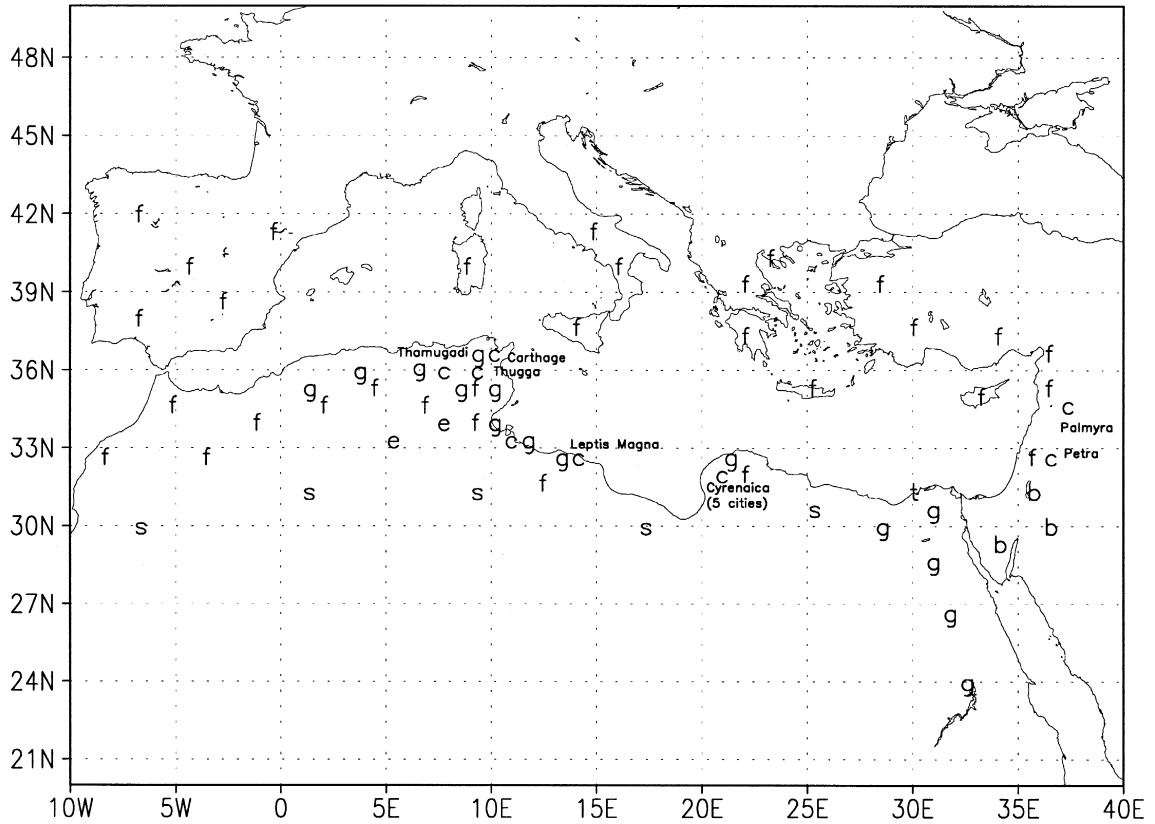 48N
45N
42N f f f
f f f
39N f f f f
f f f f f
36N Thamugadi g c Carthage f
f g g c c Thugga
g f g f g f f f
f f f c
f f e f g Palmyra
33N e c g Leptis Magna
f f g c g f c Petra
f c f
s s Cyrenaica t b
(5 cities) s g
30N s s g b
b
g
27N g
24N g
21N
10W 5W 0 5E 10E 15E 20E 25E 30E 35E 40E